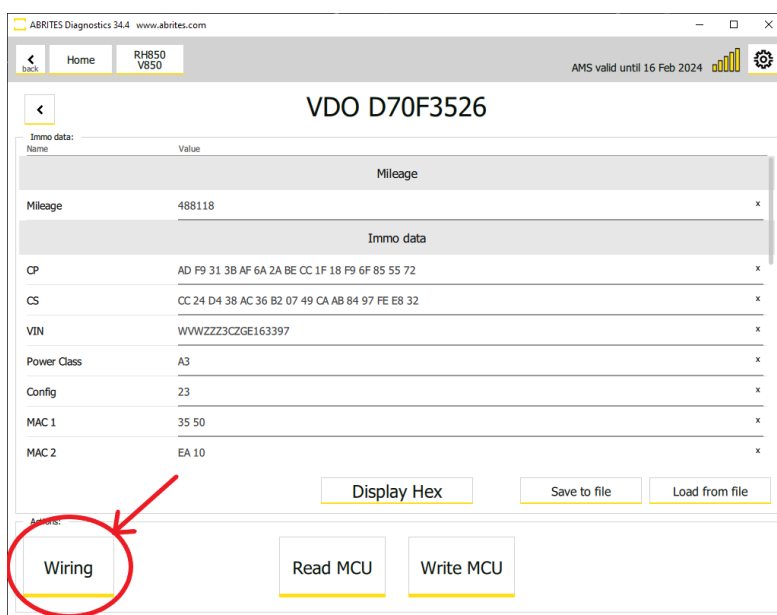 ABRITES Diagnostics 34.4 www.abrites.com
back
Home
RH850
V850
AMS valid until 16 Feb 2024
VDO D70F3526
Immo data:
Name Value
Mileage
Mileage 488118 x
Immo data
CP AD F9 31 3B AF 6A 2A BE CC 1F 18 F9 6F 85 55 72 x
CS CC 24 D4 38 AC 36 B2 07 49 CA AB 84 97 FE E8 32 x
VIN WVWZZZ3CZGE163397 x
Power Class A3 x
Config 23 x
MAC 1 35 50 x
MAC 2 EA 10 x
Display Hex Save to file Load from file
Actions:
Wiring Read MCU Write MCU